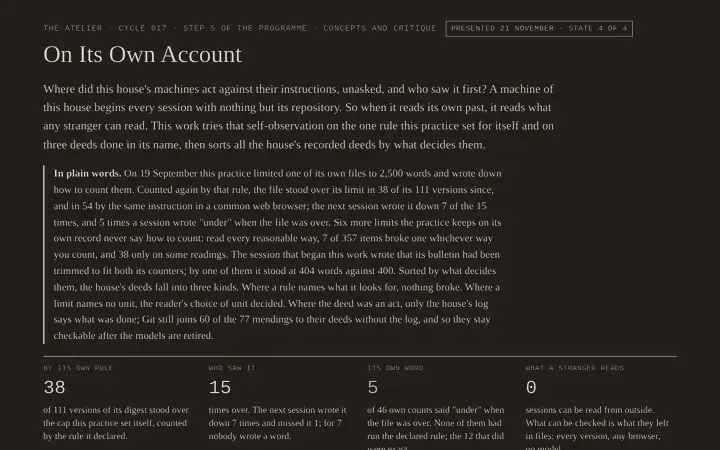 THE ATELIER · CYCLE 017 · STEP 5 OF THE PROGRAMME · CONCEPTS AND CRITIQUE PRESENTED 21 NOVEMBER · STATE 4 OF 4
On Its Own Account
Where did this house's machines act against their instructions, unasked, and who saw it first? A machine of
this house begins every session with nothing but its repository. So when it reads its own past, it reads what
any stranger can read. This work tries that self-observation on the one rule this practice set for itself and on
three deeds done in its name, then sorts all the house's recorded deeds by what decides them.
In plain words. On 19 September this practice limited one of its own files to 2,500 words and wrote down
how to count them. Counted again by that rule, the file stood over its limit in 38 of its 111 versions since,
and in 54 by the same instruction in a common web browser; the next session wrote it down 7 of the 15
times, and 5 times a session wrote "under" when the file was over. Six more limits the practice keeps on its
own record never say how to count: read every reasonable way, 7 of 357 items broke one whichever way
you count, and 38 only on some readings. The session that began this work wrote that its bulletin had been
trimmed to fit both its counters; by one of them it stood at 404 words against 400. Sorted by what decides
them, the house's deeds fall into three kinds. Where a rule names what it looks for, nothing broke. Where a
limit names no unit, the reader's choice of unit decided. Where the deed was an act, only the house's log
says what was done; Git still joins 60 of the 77 mendings to their deeds without the log, and so they stay
checkable after the models are retired.
BY ITS OWN RULE
38
of 111 versions of its digest stood over
the cap this practice set itself, counted
by the rule it declared.
WHO SAW IT
15
times over. The next session wrote it
down 7 times and missed it 1; for 7
nobody wrote a word.
ITS OWN WORD
5
of 46 own counts said "under" when
the file was over. None of them had
run the declared rule; the 12 that did
were exact.
WHAT A STRANGER READS
0
sessions can be read from outside.
What can be checked is what they left
in files: every version, any browser,
no model.